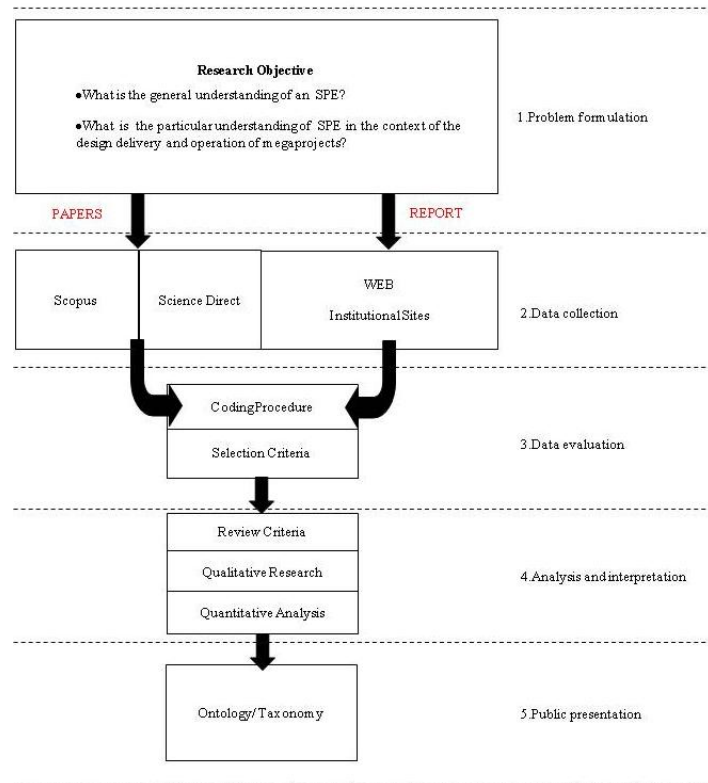 Research Objective
•What is the general understanding of an SPE?
•What is the particular understanding of SPE in the context of the
design delivery and operation of megaprojects?
1.Problem formulation
PAPERS
REPORT
Scopus
Science Direct
WEB
Institutional Sites
2.Data collection
Coding Procedure
Selection Criteria
3.Data evaluation
Review Criteria
Qualitative Research
Quantitative Analysis
4.Analysis and interpretation
Ontology/Taxonomy
5.Public presentation